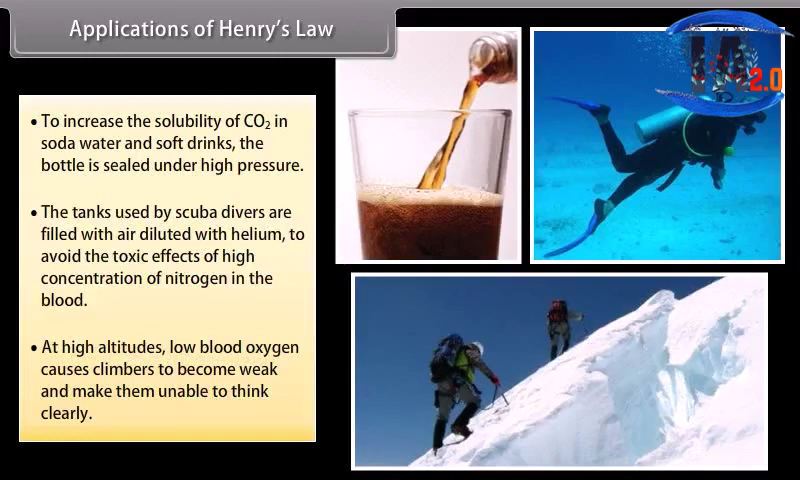 Applications of Henry's Law
• To increase the solubility of CO₂ in
soda water and soft drinks, the
bottle is sealed under high pressure.
• The tanks used by scuba divers are
filled with air diluted with helium, to
avoid the toxic effects of high
concentration of nitrogen in the
blood.
• At high altitudes, low blood oxygen
causes climbers to become weak
and make them unable to think
clearly.
2.0